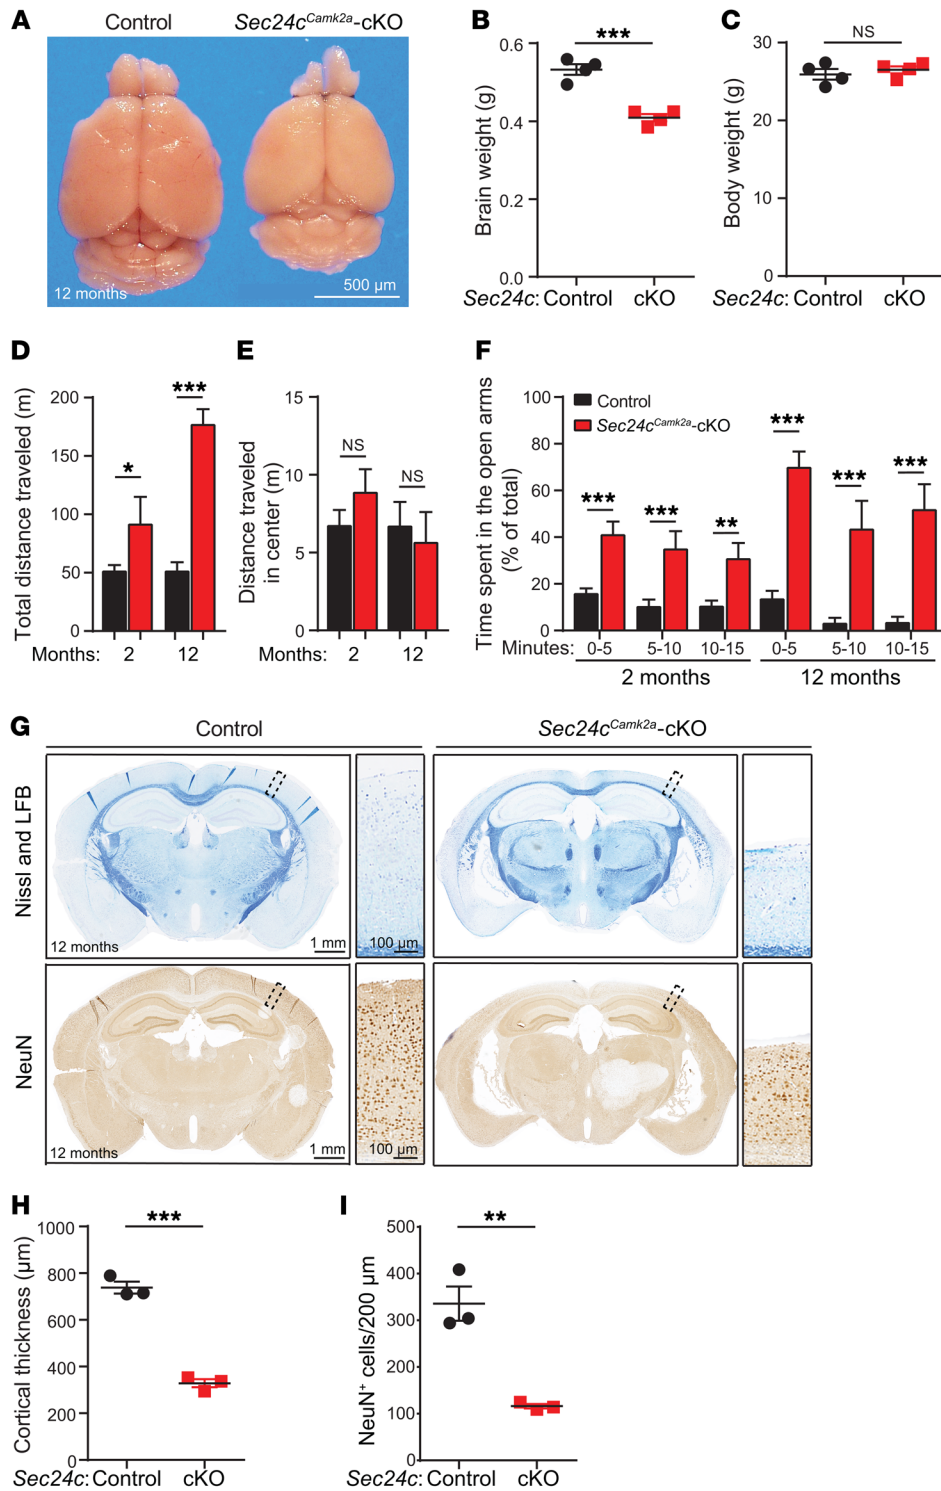 A
Control
Sec24cCamk2a-cKO
12 months
500 µm
B
***
Brain weight (g)
0.6
0.4
0.2
0.0
Sec24c: Control cKO
C
NS
Body weight (g)
30
20
10
0
Sec24c: Control cKO
D
Total distance traveled (m)
200
150
100
50
0
*
***
Months: 2 12
E
Distance traveled
in center (m)
15
10
5
0
NS
NS
Months: 2 12
F
Time spent in the open arms
(% of total)
100
80
60
40
20
0
Control
Sec24cCamk2a-cKO
***
***
**
***
***
***
Minutes: 0-5 5-10 10-15 0-5 5-10 10-15
2 months 12 months
G
Control
Sec24cCamk2a-cKO
Nissl and LFB
12 months
1 mm
100 µm
NeuN
12 months
1 mm
100 µm
H
***
Cortical thickness (µm)
1000
800
600
400
200
0
Sec24c: Control cKO
I
**
NeuN+ cells/200 µm
500
400
300
200
100
0
Sec24c: Control cKO